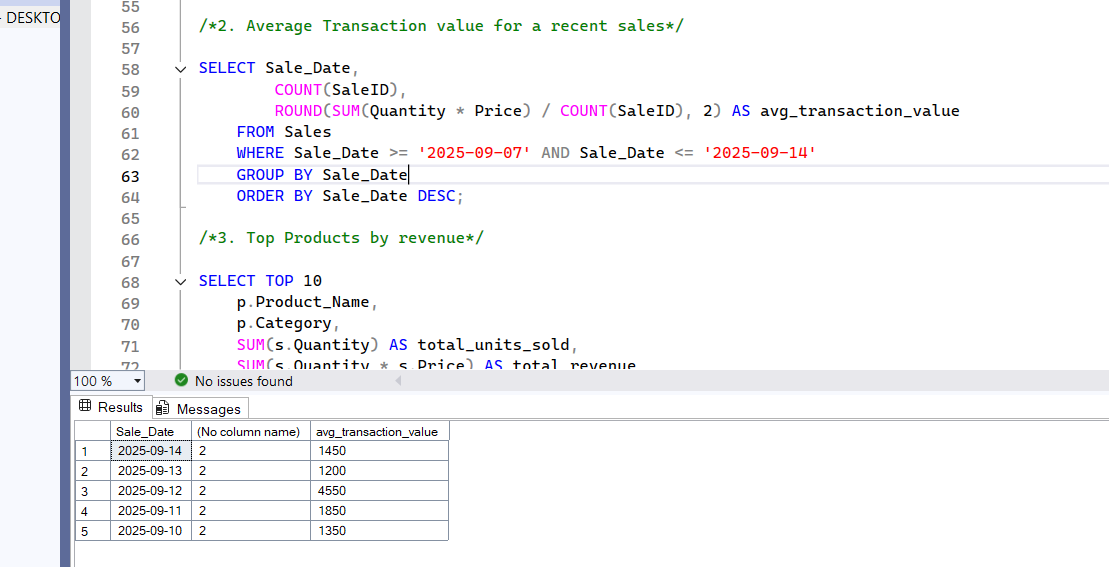 - DESKTO
55
56 /*2. Average Transaction value for a recent sales*/
57
58 SELECT Sale_Date,
59 COUNT(SaleID),
60 ROUND(SUM(Quantity * Price) / COUNT(SaleID), 2) AS avg_transaction_value
61 FROM Sales
62 WHERE Sale_Date >= '2025-09-07' AND Sale_Date <= '2025-09-14'
63 GROUP BY Sale_Date
64 ORDER BY Sale_Date DESC;
65
66 /*3. Top Products by revenue*/
67
68 SELECT TOP 10
69 p.Product_Name,
70 p.Category,
71 SUM(s.Quantity) AS total_units_sold,
72 SUM(s.Quantity * s.Price) AS total_revenue
100 % No issues found
Results Messages
Sale_Date (No column name) avg_transaction_value
1 2025-09-14 2 1450
2 2025-09-13 2 1200
3 2025-09-12 2 4550
4 2025-09-11 2 1850
5 2025-09-10 2 1350